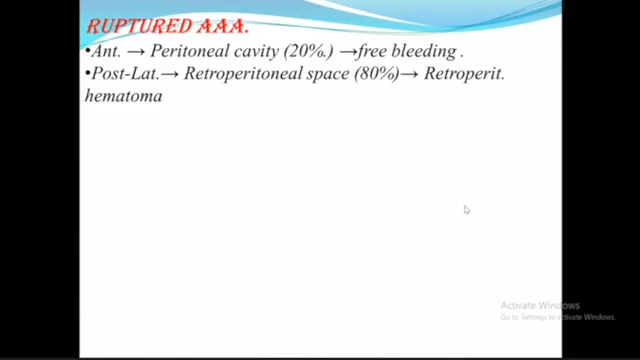 RUPTURED AAA.
•Ant. → Peritoneal cavity (20%.) →free bleeding .
•Post-Lat.→ Retroperitoneal space (80%)→ Retroperit.
hematoma
Activate Windows
Go to Settings to activate Windows.